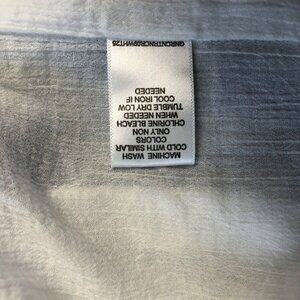 MACHINE WASH
COLD WITH SIMILAR
COLORS
ONLY NON
CHLORINE BLEACH
WHEN NEEDED
TUMBLE DRY LOW
COOL IRON IF
NEEDED